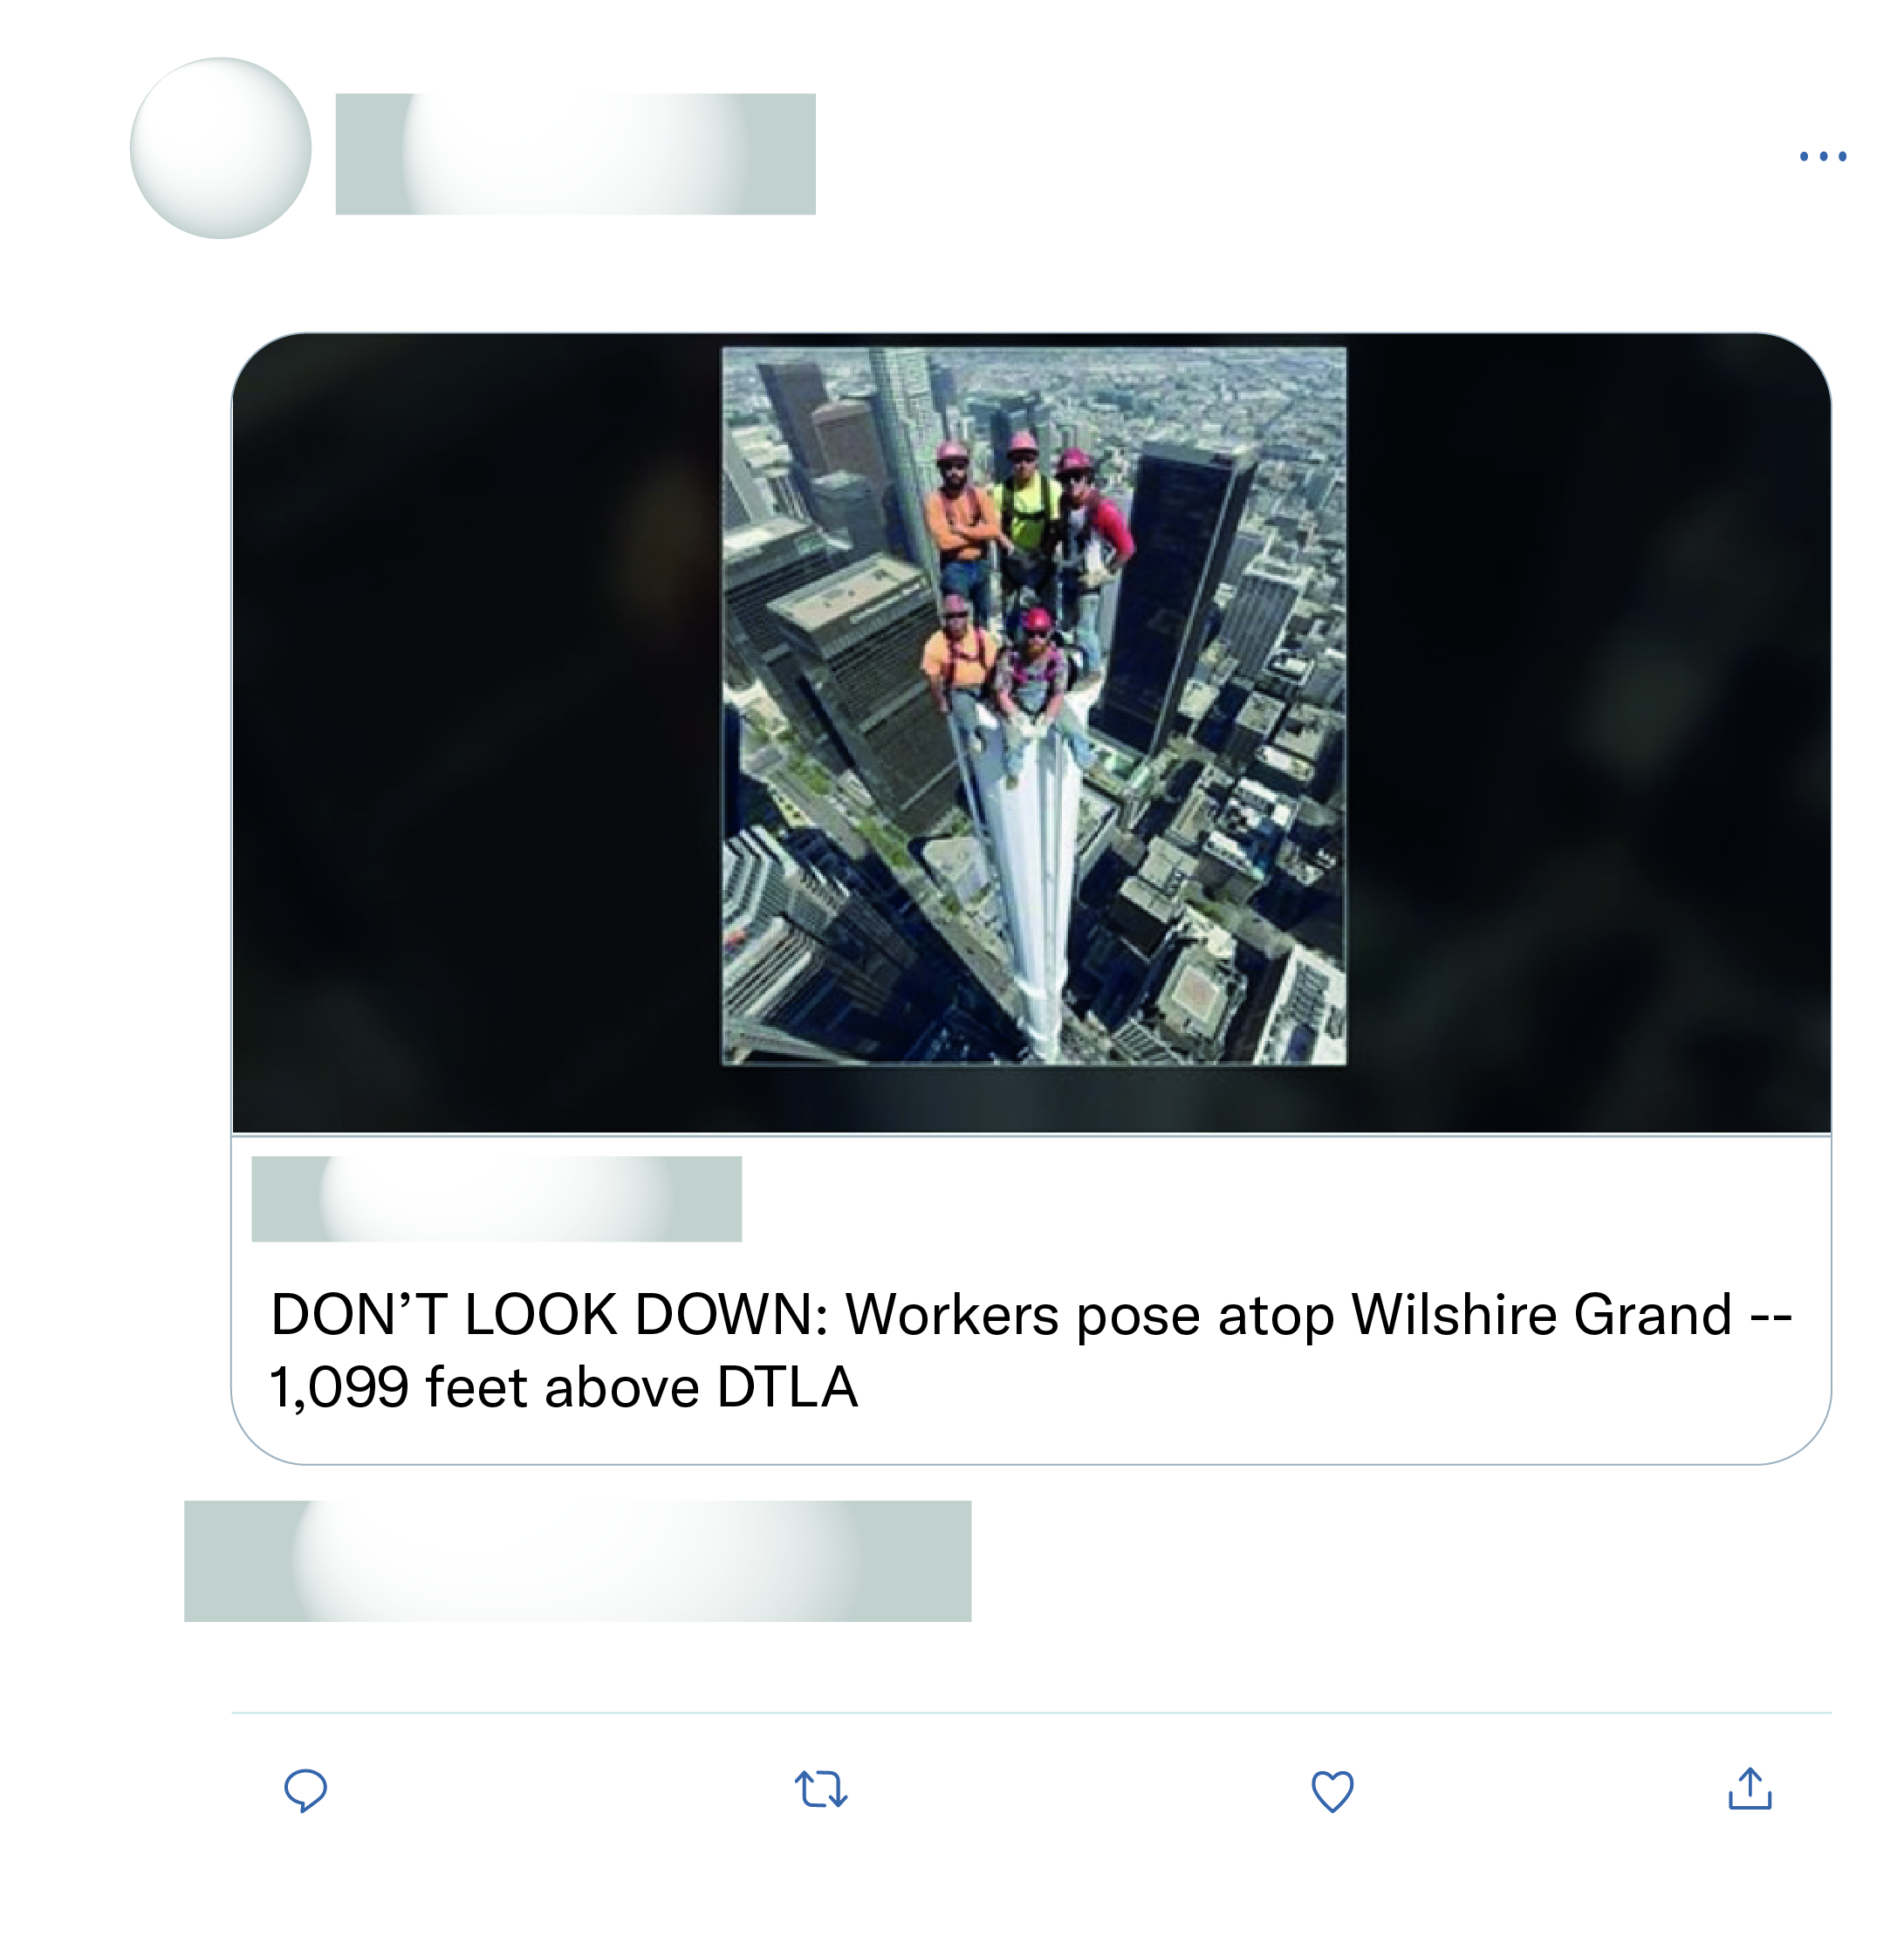 DON’T LOOK DOWN: Workers pose atop Wilshire Grand --
1,099 feet above DTLA